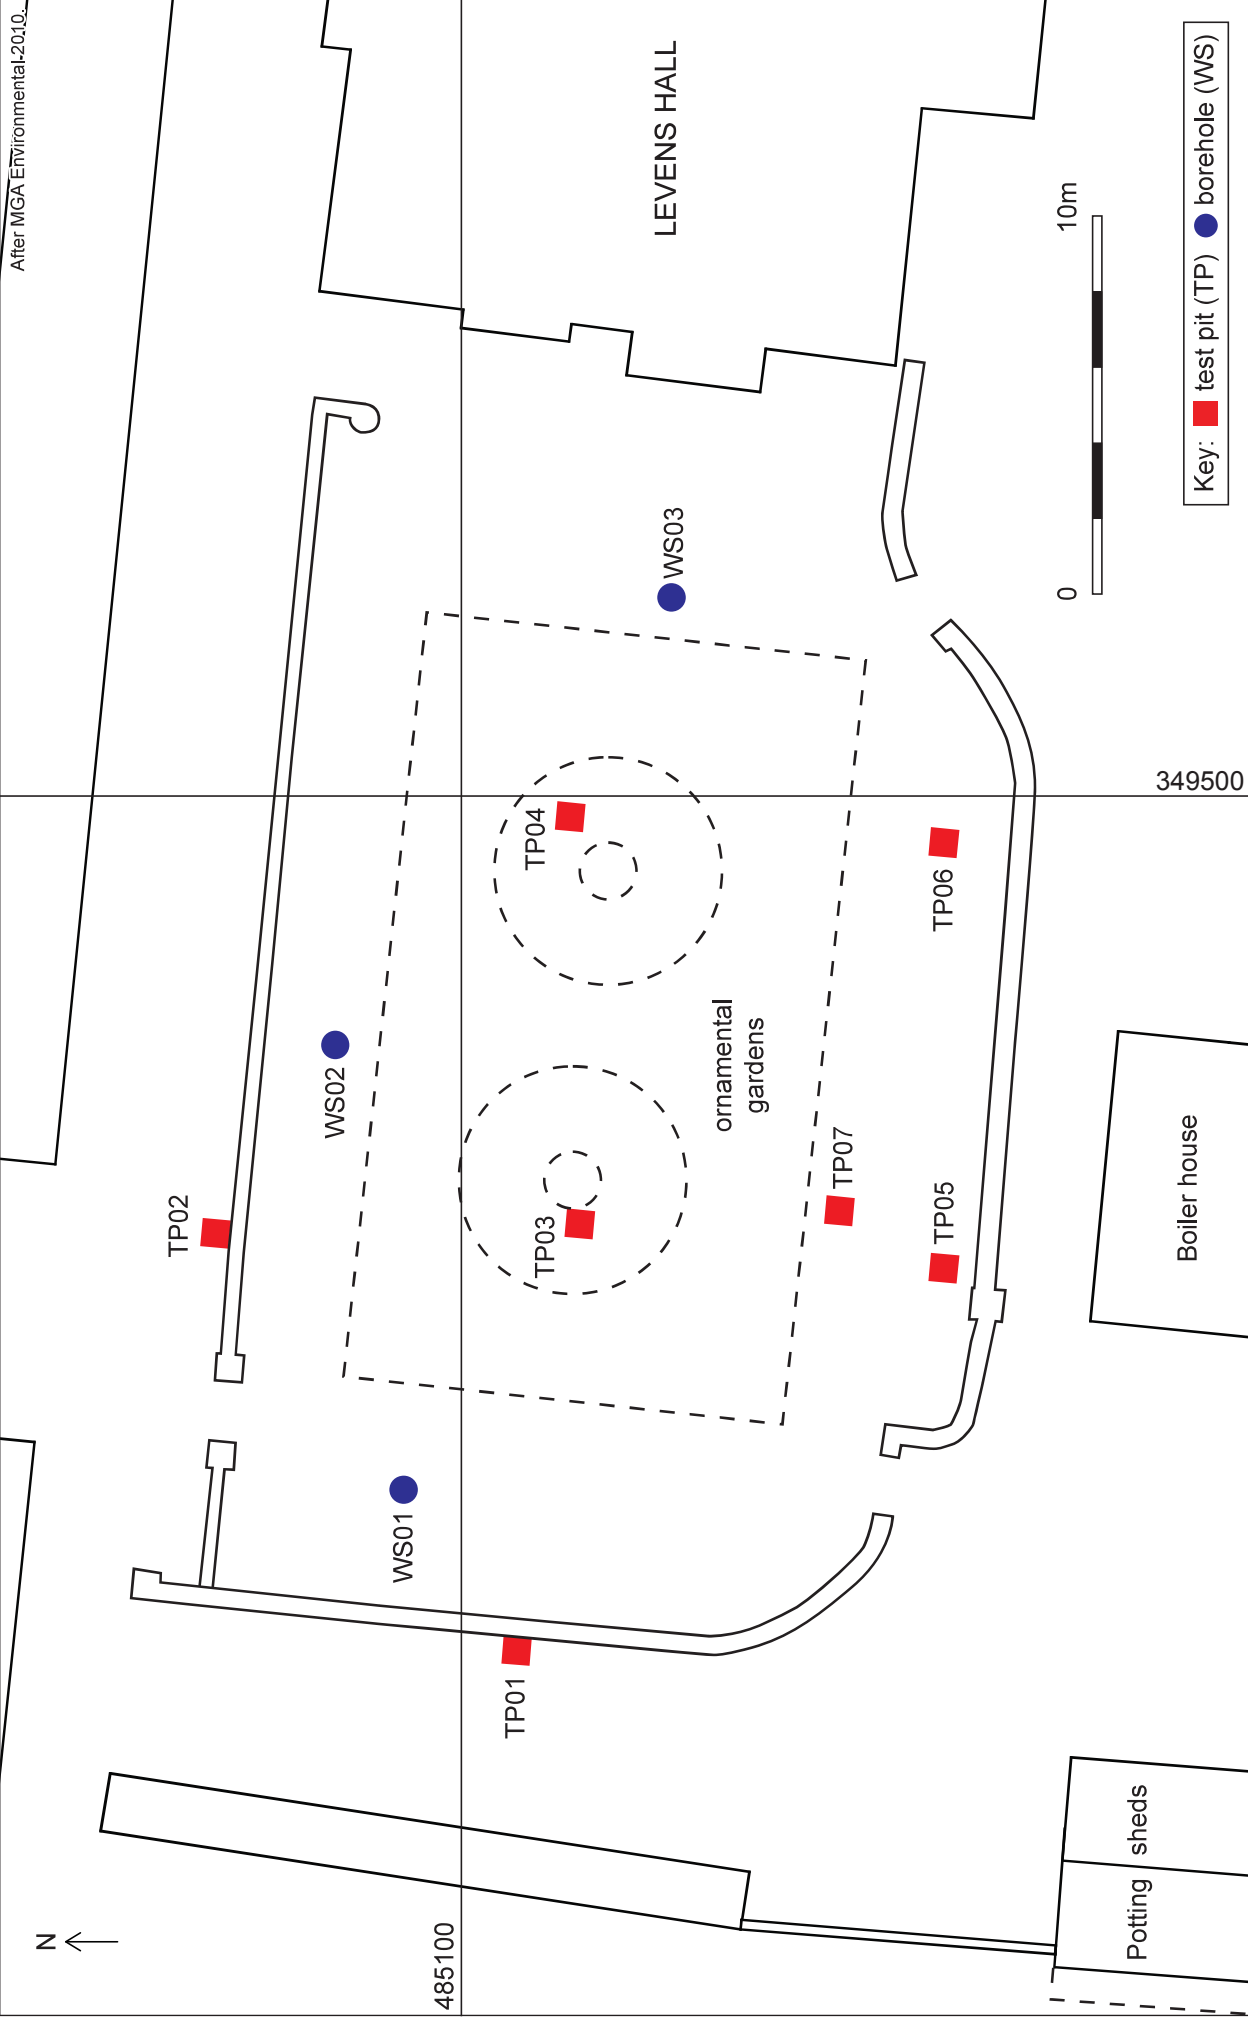 After MGA Environmental 2010.
N
LEVENS HALL
TP02
WS02
WS01
TP04
TP03
WS03
TP01
ornamental
gardens
TP07
TP05
TP06
485100
349500
0
10m
Boiler house
Potting sheds
Key: test pit (TP) borehole (WS)